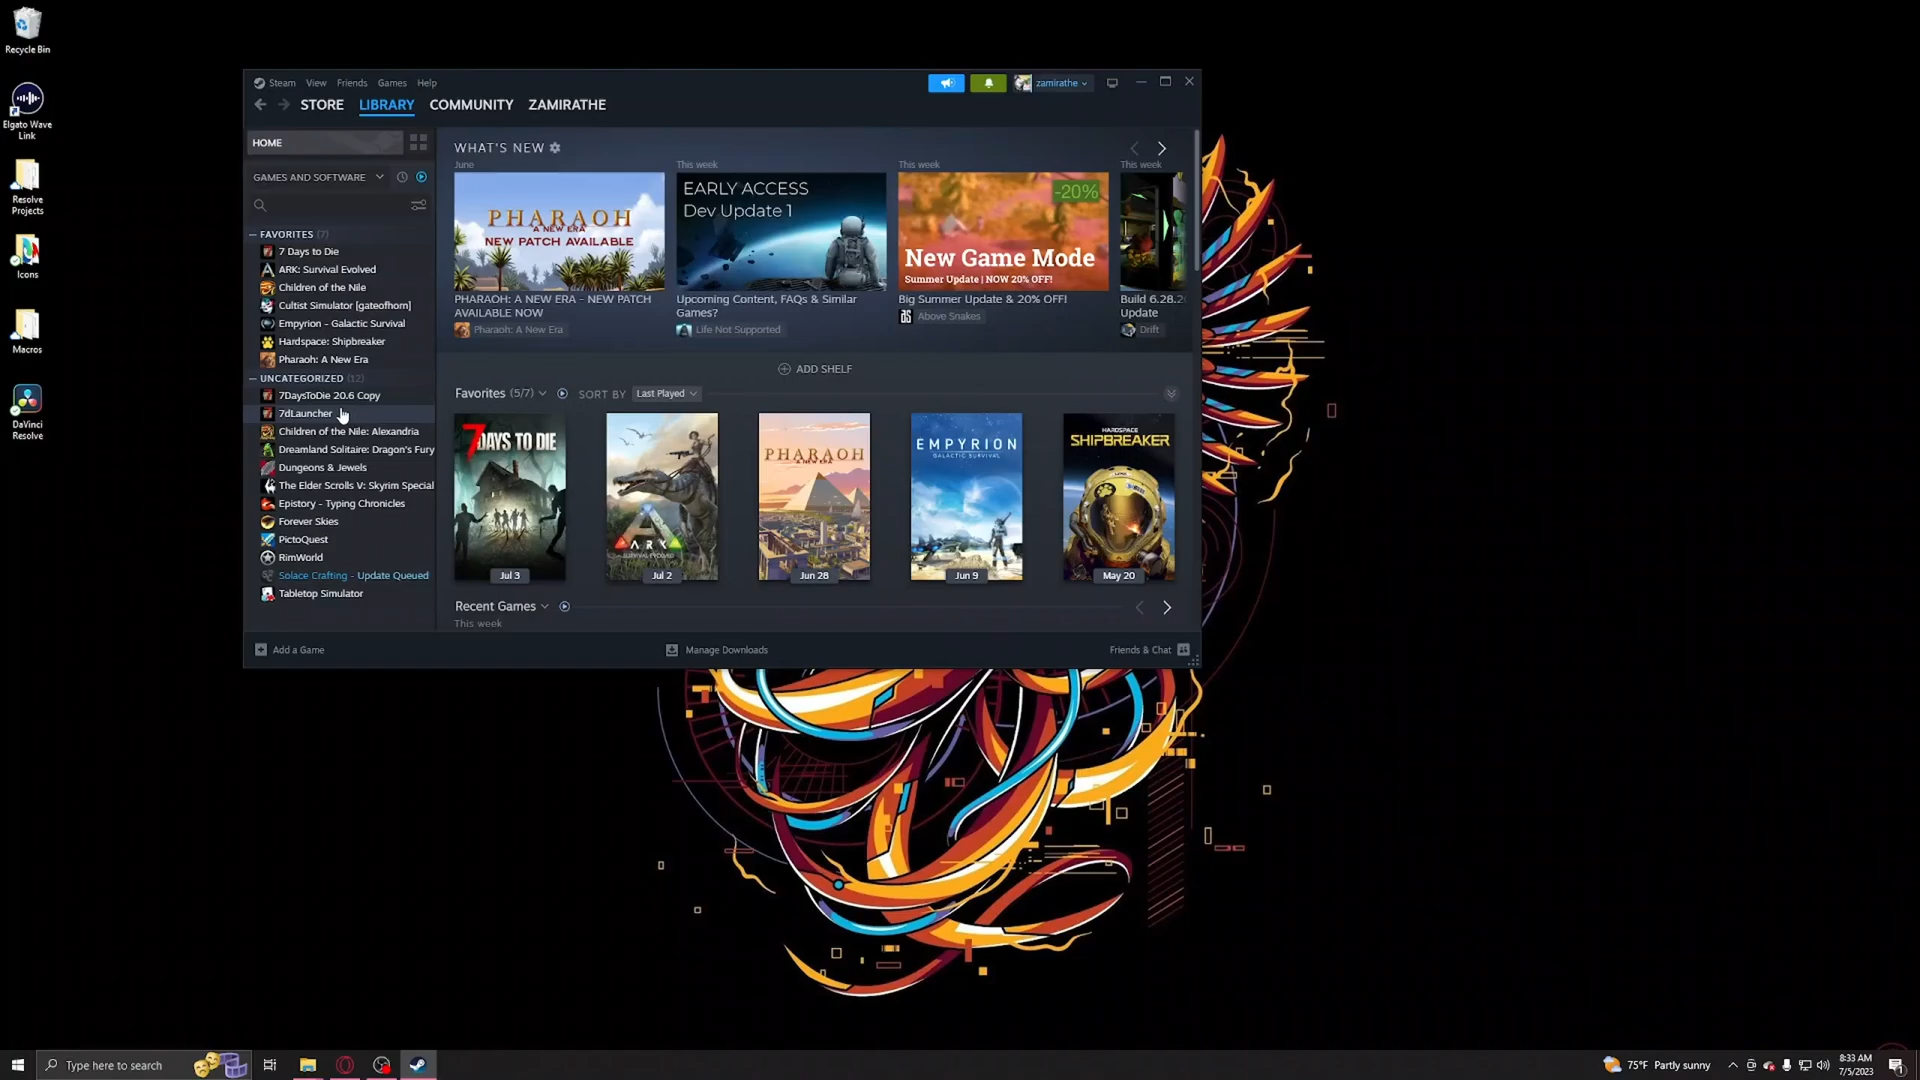 Recycle Bin
Elgato Wave
Link
Resolve
Projects
Icons
Macros
DaVinci
Resolve
Steam View Friends Games Help
zamirathe
STORE LIBRARY COMMUNITY ZAMIRATHE
HOME
GAMES AND SOFTWARE
FAVORITES (7)
7 Days to Die
ARK: Survival Evolved
Children of the Nile
Cultist Simulator [gateofhorn]
Empyrion - Galactic Survival
Hardspace: Shipbreaker
Pharaoh: A New Era
UNCATEGORIZED (12)
7DaysToDie 20.6 Copy
7dLauncher
Children of the Nile: Alexandria
Dreamland Solitaire: Dragon's Fury
Dungeons & Jewels
The Elder Scrolls V: Skyrim Special
Epistory - Typing Chronicles
Forever Skies
PictoQuest
RimWorld
Solace Crafting - Update Queued
Tabletop Simulator
WHAT'S NEW
June
PHARAOH
A NEW ERA
NEW PATCH AVAILABLE
PHARAOH: A NEW ERA - NEW PATCH
AVAILABLE NOW
Pharaoh: A New Era
This week
EARLY ACCESS
Dev Update 1
Upcoming Content, FAQs & Similar
Games?
Life Not Supported
This week
-20%
New Game Mode
Summer Update | NOW 20% OFF!
Big Summer Update & 20% OFF!
Above Snakes
This week
Build 6.28.2
Update
Drift
ADD SHELF
Favorites (5/7) SORT BY Last Played
7 DAYS TO DIE
Jul 3
ARK
SURVIVAL EVOLVED
Jul 2
PHARAOH
A NEW ERA
Jun 28
EMPYRION
GALACTIC SURVIVAL
Jun 9
HARDSPACE
SHIPBREAKER
May 20
Recent Games
This week
Add a Game
Manage Downloads
Friends & Chat
Type here to search
75°F Partly sunny
8:33 AM
7/5/2023
1